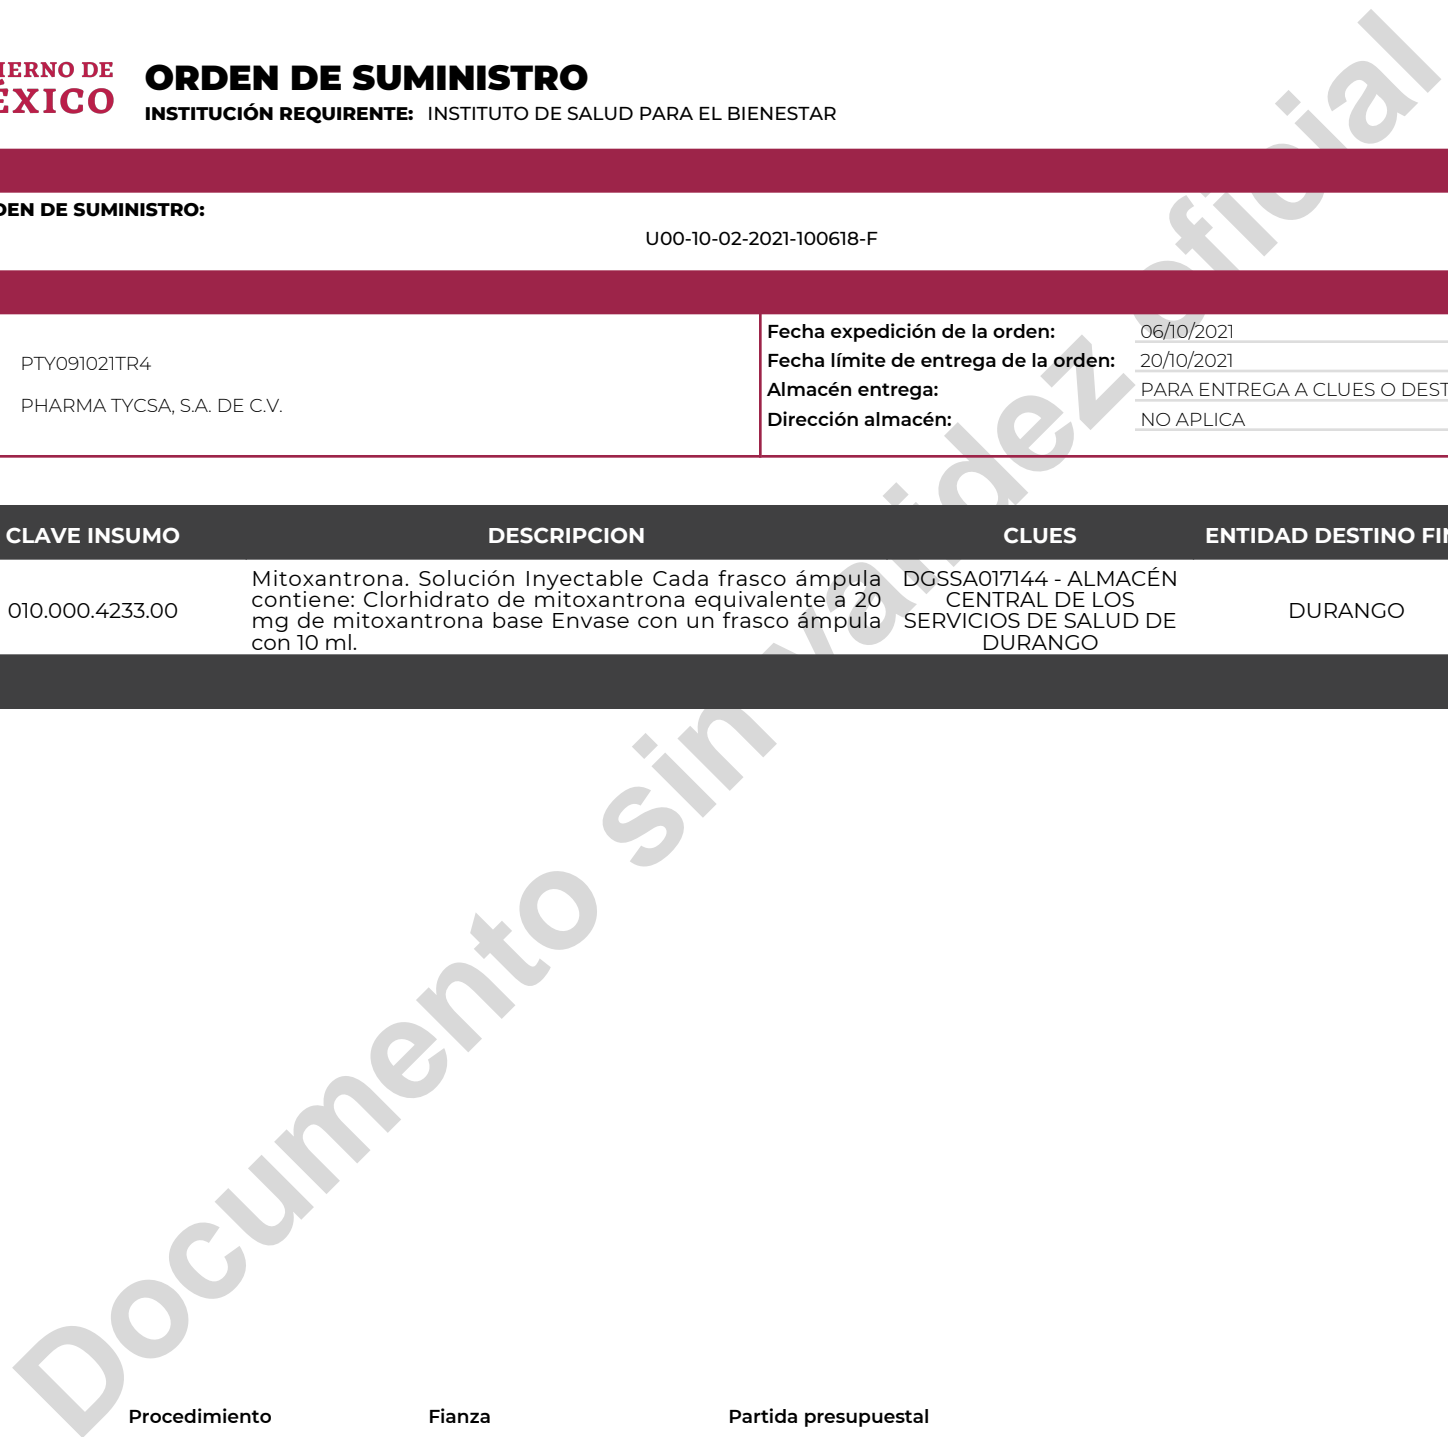 IERNO DE
ÉXICO
ORDEN DE SUMINISTRO
INSTITUCIÓN REQUIRENTE: INSTITUTO DE SALUD PARA EL BIENESTAR
DEN DE SUMINISTRO:
U00-10-02-2021-100618-F
PTY091021TR4
PHARMA TYCSA, S.A. DE C.V.
Fecha expedición de la orden: 06/10/2021
Fecha límite de entrega de la orden: 20/10/2021
Almacén entrega: PARA ENTREGA A CLUES O DEST
Dirección almacén: NO APLICA
CLAVE INSUMO DESCRIPCION CLUES ENTIDAD DESTINO FIN
010.000.4233.00
Mitoxantrona. Solución Inyectable Cada frasco ámpula
contiene: Clorhidrato de mitoxantrona equivalente a 20
mg de mitoxantrona base Envase con un frasco ámpula
con 10 ml.
DGSSA017144 - ALMACÉN
CENTRAL DE LOS
SERVICIOS DE SALUD DE
DURANGO
DURANGO
Documento sin validez oficial
Procedimiento Fianza Partida presupuestal